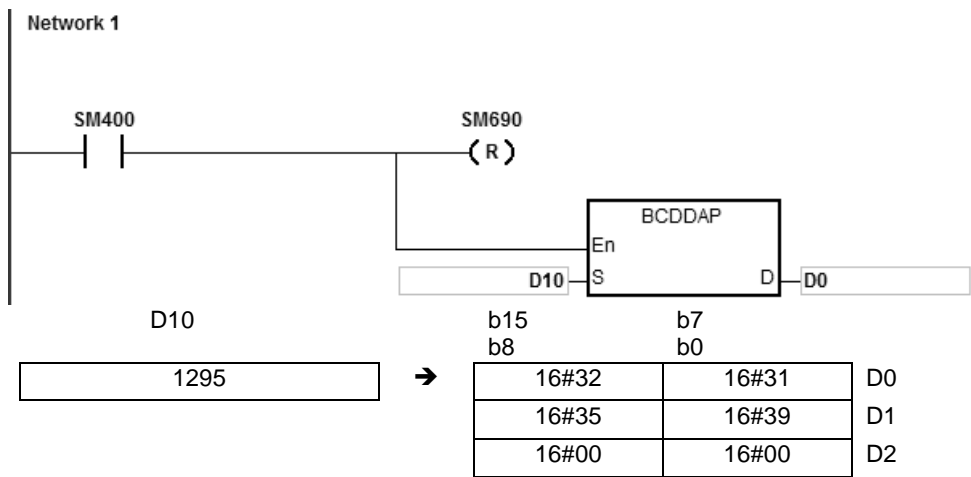 Network 1
SM400 SM690
( R )
BCDDAP
En
D10 S D D0
D10 b15 b7
b8 b0
1295 ➔ 16#32 16#31 D0
16#35 16#39 D1
16#00 16#00 D2